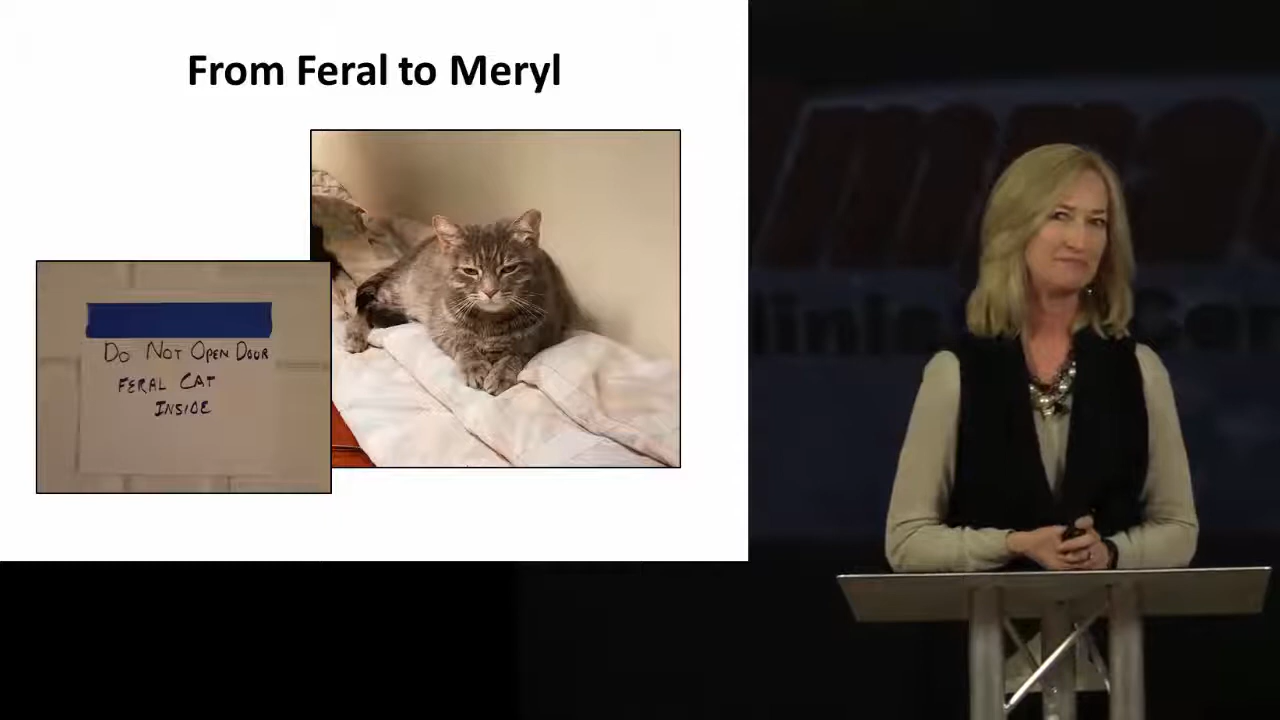 From Feral to Meryl
DO NOT OPEN DOOR
FERAL CAT
INSIDE